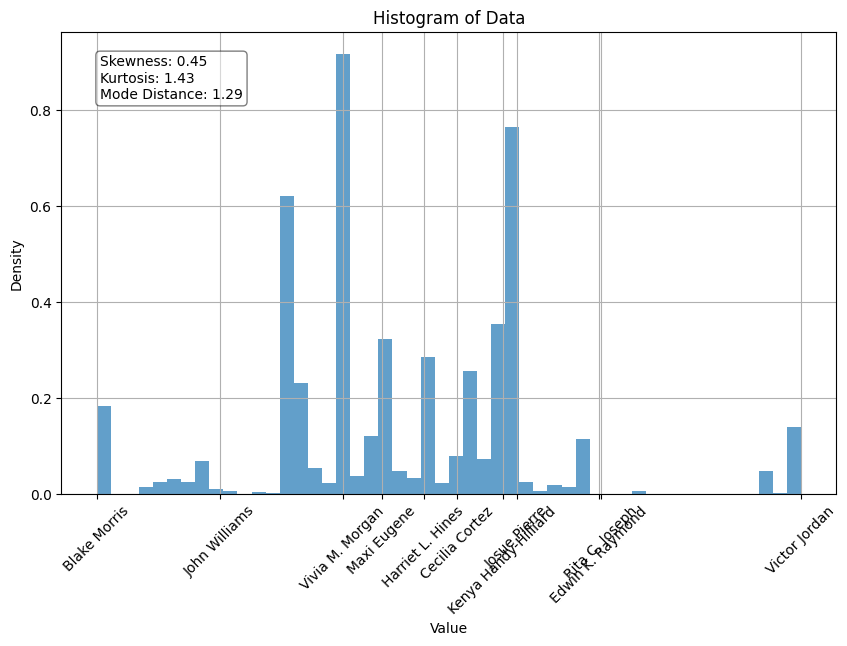 Histogram of Data
Skewness: 0.45
Kurtosis: 1.43
Mode Distance: 1.29
Density
0.8
0.6
0.4
0.2
0.0
Blake Morris
John Williams
Vivia M. Morgan
Maxi Eugene
Harriet L. Hines
Cecilia Cortez
Josue Pierre
Kenya Handy-Hilliard
Rita C. Joseph
Edwin K. Raymond
Victor Jordan
Value